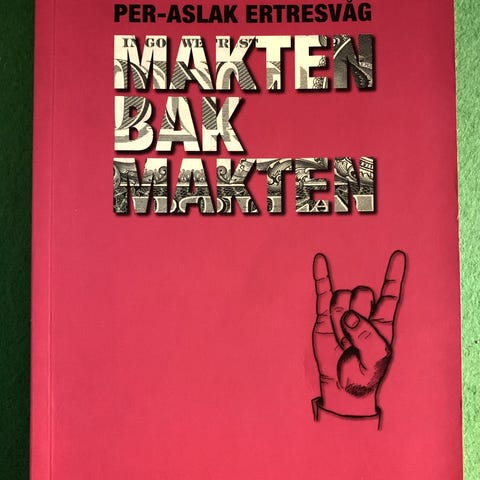 PER-ASLAK ERTRESVÅG
MAKTEN
BAK
MAKTEN